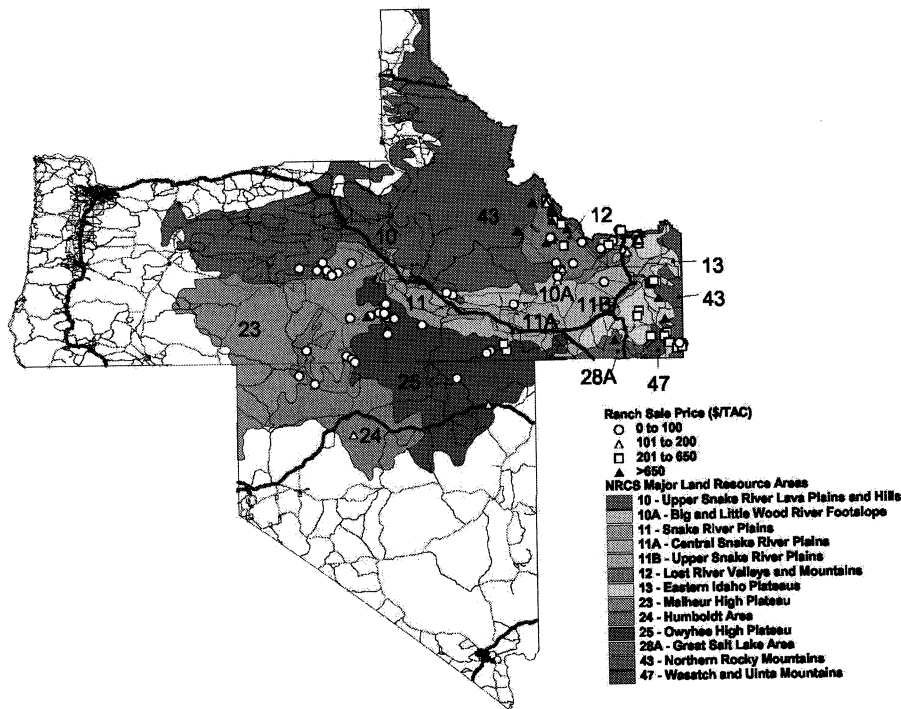 43
12
10
13
10A
43
11
11B
11A
23
28A
47
25
24
Ranch Sale Price ($/TAC)
0 to 100
101 to 200
201 to 650
>650
NRCS Major Land Resource Areas
10 - Upper Snake River Lava Plains and Hills
10A - Big and Little Wood River Footslope
11 - Snake River Plains
11A - Central Snake River Plains
11B - Upper Snake River Plains
12 - Lost River Valleys and Mountains
13 - Eastern Idaho Plateaus
23 - Malheur High Plateau
24 - Humboldt Area
25 - Owyhee High Plateau
28A - Great Salt Lake Area
43 - Northern Rocky Mountains
47 - Wasatch and Uinta Mountains